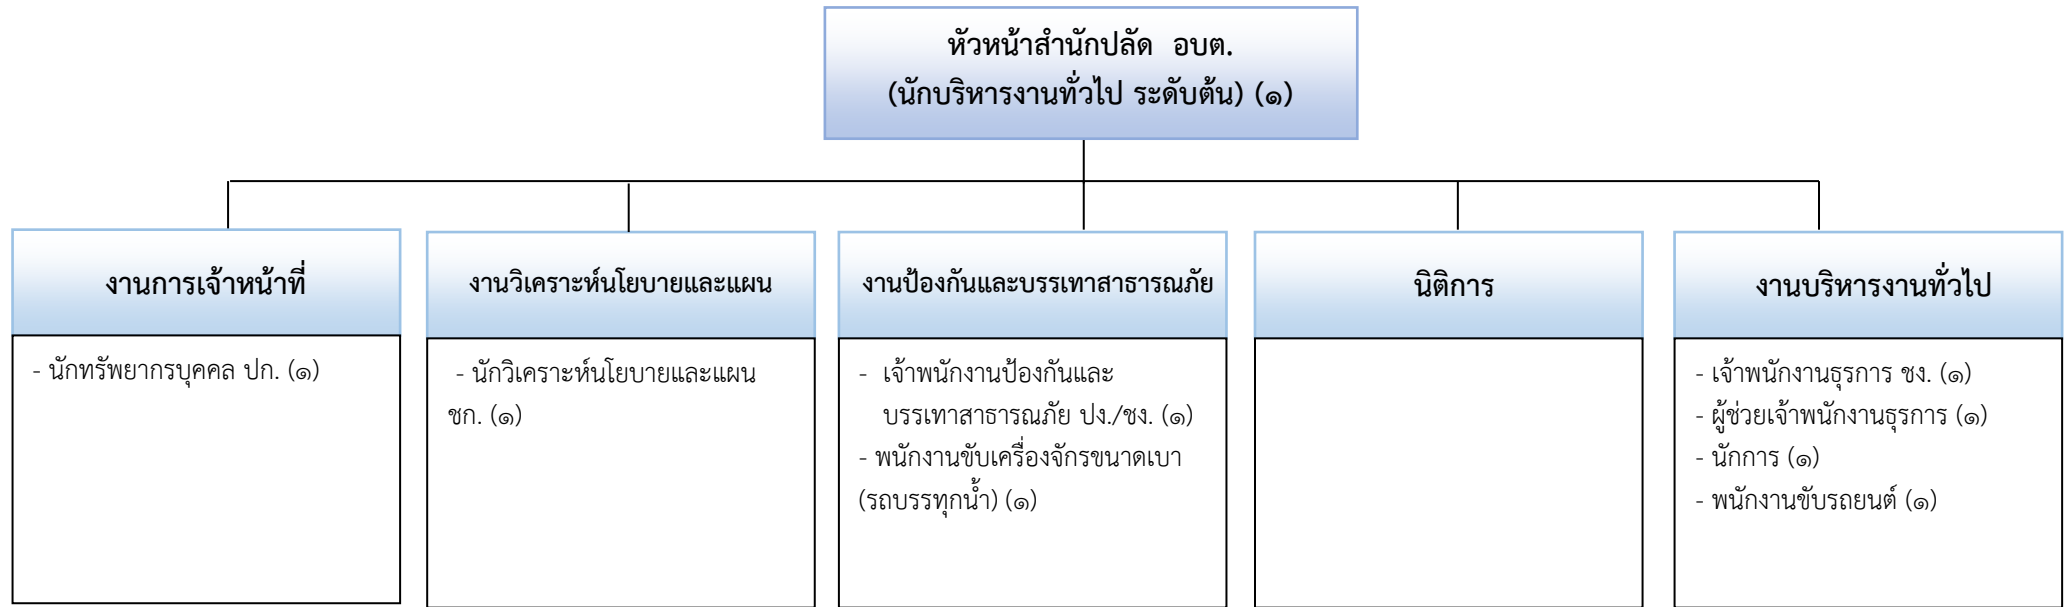 หัวหน้าสำนักปลัด อบต.
(นักบริหารงานทั่วไป ระดับต้น) (๑)
งานการเจ้าหน้าที่
- นักทรัพยากรบุคคล ปก. (๑)
งานวิเคราะห์นโยบายและแผน
- นักวิเคราะห์นโยบายและแผน
ชก. (๑)
งานป้องกันและบรรเทาสาธารณภัย
- เจ้าพนักงานป้องกันและ
บรรเทาสาธารณภัย ปง./ชง. (๑)
- พนักงานขับเครื่องจักรขนาดเบา
(รถบรรทุกน้ำ) (๑)
นิติการ
งานบริหารงานทั่วไป
- เจ้าพนักงานธุรการ ชง. (๑)
- ผู้ช่วยเจ้าพนักงานธุรการ (๑)
- นักการ (๑)
- พนักงานขับรถยนต์ (๑)